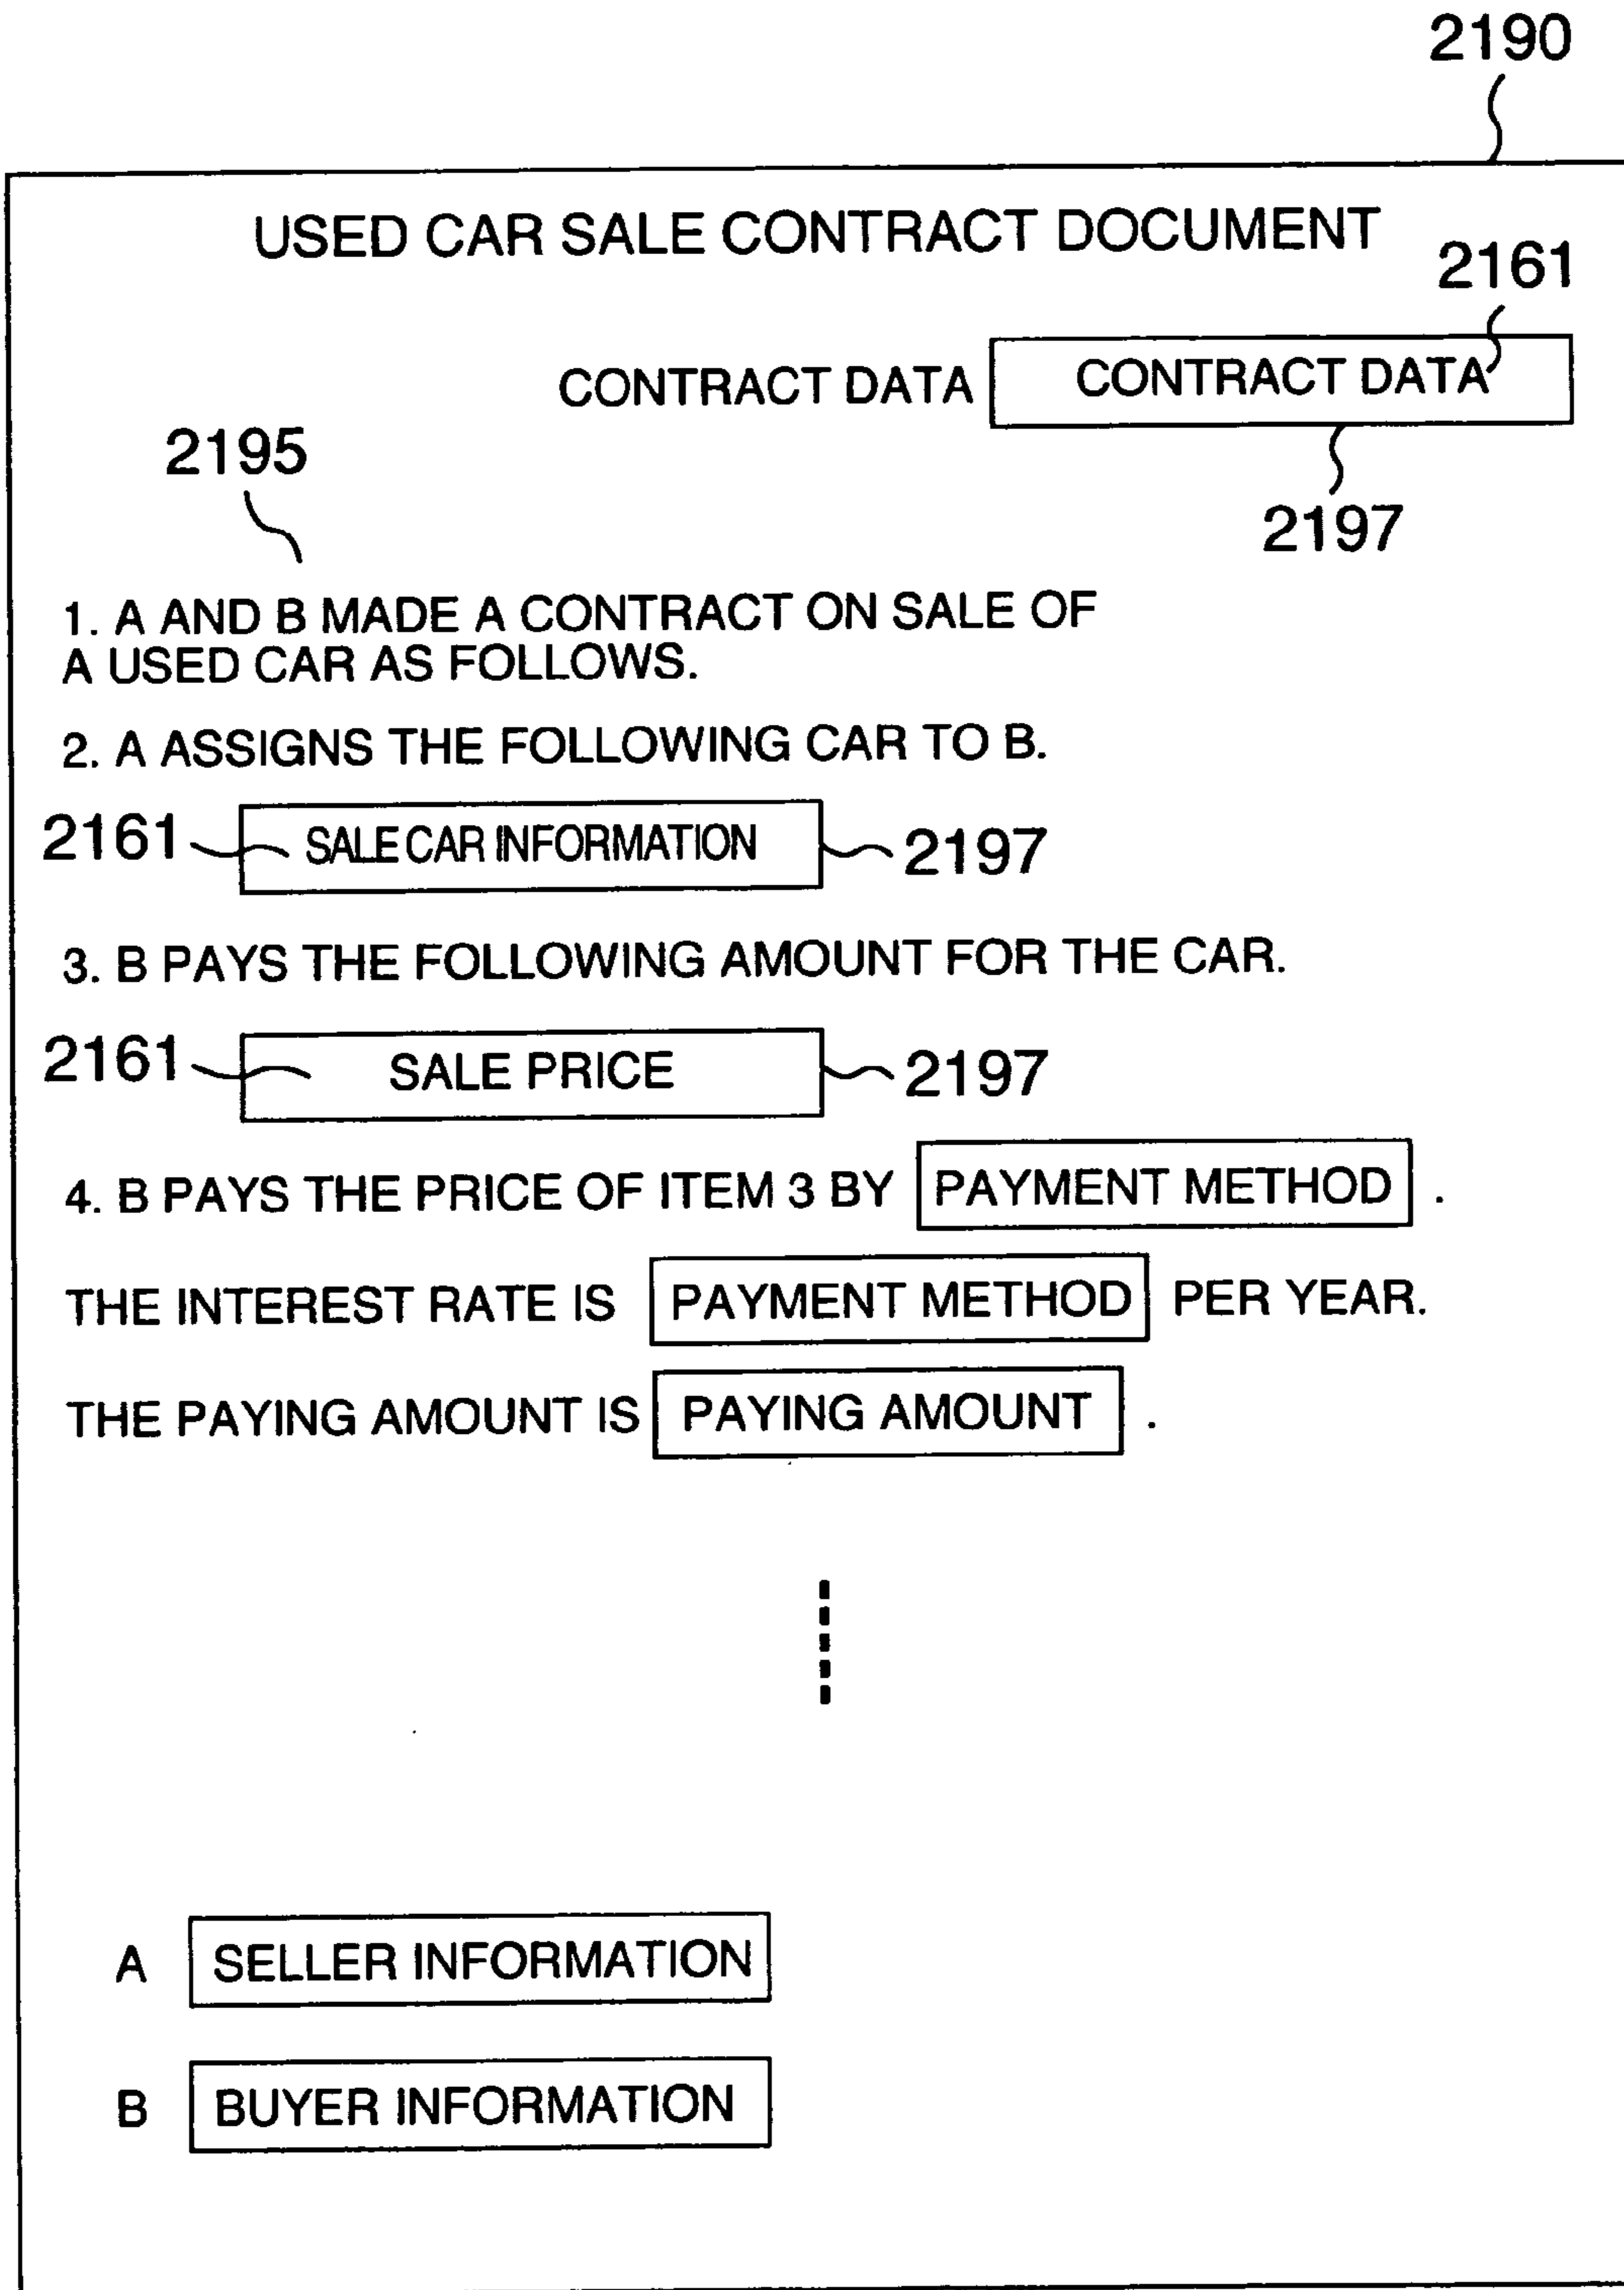 2190
USED CAR SALE CONTRACT DOCUMENT
2161
CONTRACT DATA CONTRACT DATA
2195
2197
1. A AND B MADE A CONTRACT ON SALE OF
A USED CAR AS FOLLOWS.
2. A ASSIGNS THE FOLLOWING CAR TO B.
2161 SALE CAR INFORMATION 2197
3. B PAYS THE FOLLOWING AMOUNT FOR THE CAR.
2161 SALE PRICE 2197
4. B PAYS THE PRICE OF ITEM 3 BY PAYMENT METHOD .
THE INTEREST RATE IS PAYMENT METHOD PER YEAR.
THE PAYING AMOUNT IS PAYING AMOUNT .
A SELLER INFORMATION
B BUYER INFORMATION